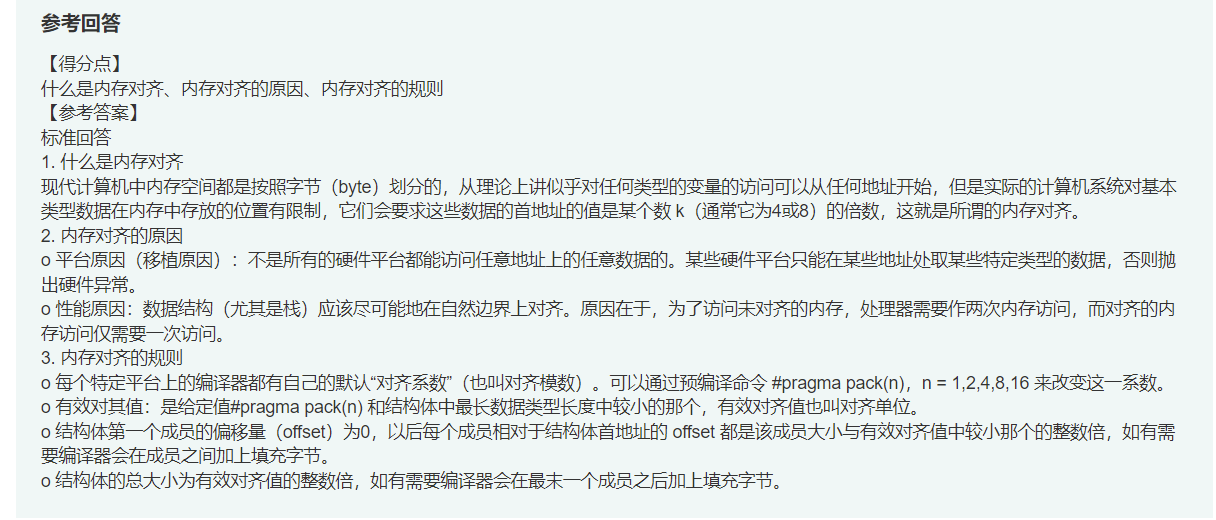 参考回答
【得分点】
什么是内存对齐、内存对齐的原因、内存对齐的规则
【参考答案】
标准回答
1. 什么是内存对齐
现代计算机中内存空间都是按照字节（byte）划分的，从理论上讲似乎对任何类型的变量的访问可以从任何地址开始，但是实际的计算机系统对基本
类型数据在内存中存放的位置有限制，它们会要求这些数据的首地址的值是某个数 k（通常它为4或8）的倍数，这就是所谓的内存对齐。
2. 内存对齐的原因
o 平台原因（移植原因）：不是所有的硬件平台都能访问任意地址上的任意数据的。某些硬件平台只能在某些地址处取某些特定类型的数据，否则抛
出硬件异常。
o 性能原因：数据结构（尤其是栈）应该尽可能地在自然边界上对齐。原因在于，为了访问未对齐的内存，处理器需要作两次内存访问，而对齐的内
存访问仅需要一次访问。
3. 内存对齐的规则
o 每个特定平台上的编译器都有自己的默认“对齐系数”（也叫对齐模数）。可以通过预编译命令 #pragma pack(n)，n = 1,2,4,8,16 来改变这一系数。
o 有效对其值：是给定值#pragma pack(n) 和结构体中最长数据类型长度中较小的那个，有效对齐值也叫对齐单位。
o 结构体第一个成员的偏移量（offset）为0，以后每个成员相对于结构体首地址的 offset 都是该成员大小与有效对齐值中较小那个的整数倍，如有需
要编译器会在成员之间加上填充字节。
o 结构体的总大小为有效对齐值的整数倍，如有需要编译器会在最末一个成员之后加上填充字节。